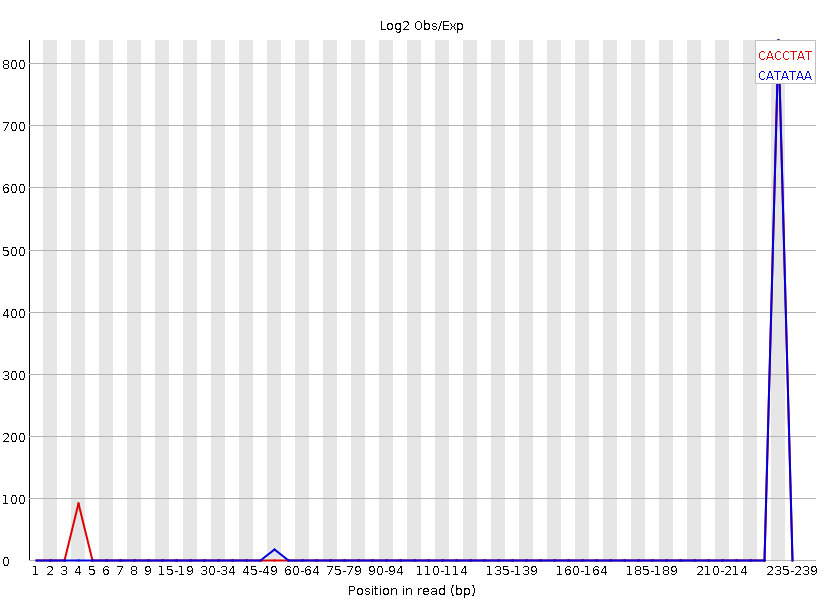 Log2 Obs/Exp
CACCTAT
CATATAA
800
700
600
500
400
300
200
100
0
1 2 3 4 5 6 7 8 9 15-19 30-34 45-49 60-64 75-79 90-94 110-114 135-139 160-164 185-189 210-214 235-239
Position in read (bp)